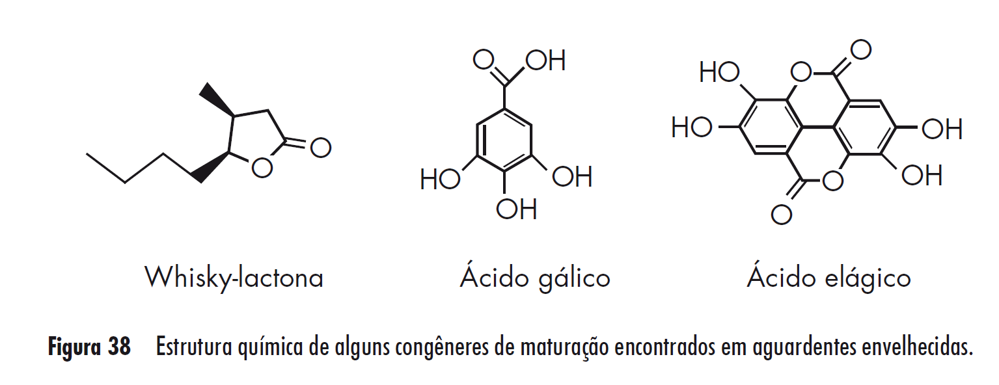 O OH
HO OH
OH
O
O
HO O O
HO OH
OH
O
O
Whisky-lactona Ácido gálico Ácido elágico
Figura 38 Estrutura química de alguns congêneres de maturação encontrados em aguardentes envelhecidas.